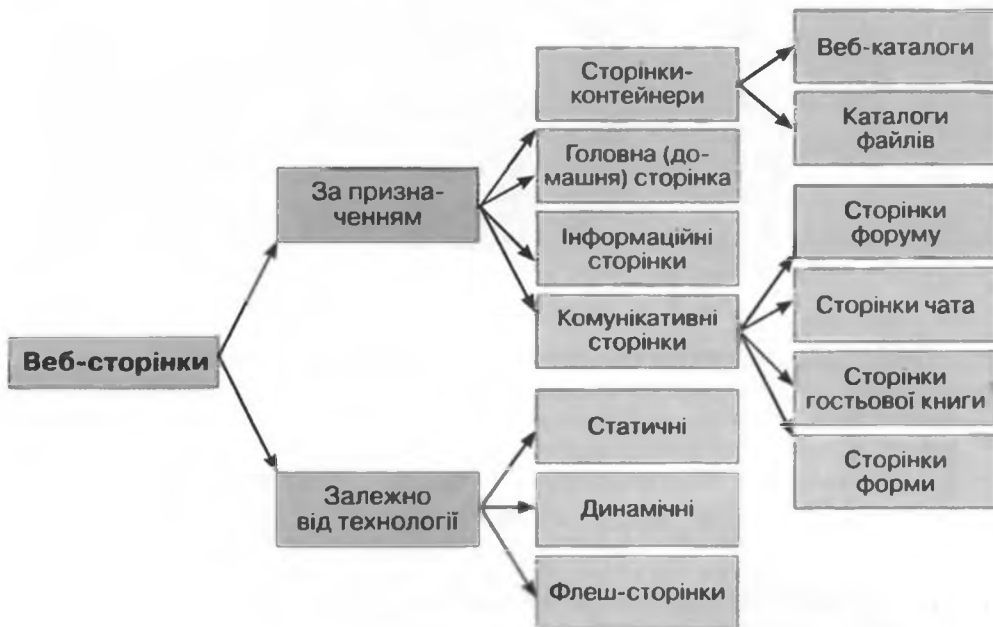 Веб-сторінки
За призна-
ченням
Сторінки-
контейнери
Веб-каталоги
Каталоги
файлів
Головна (до-
машня) сторінка
Інформаційні
сторінки
Комунікативні
сторінки
Сторінки
форуму
Сторінки чата
Сторінки
гостьової книги
Сторінки
форми
Залежно
від технології
Статичні
Динамічні
Флеш-сторінки